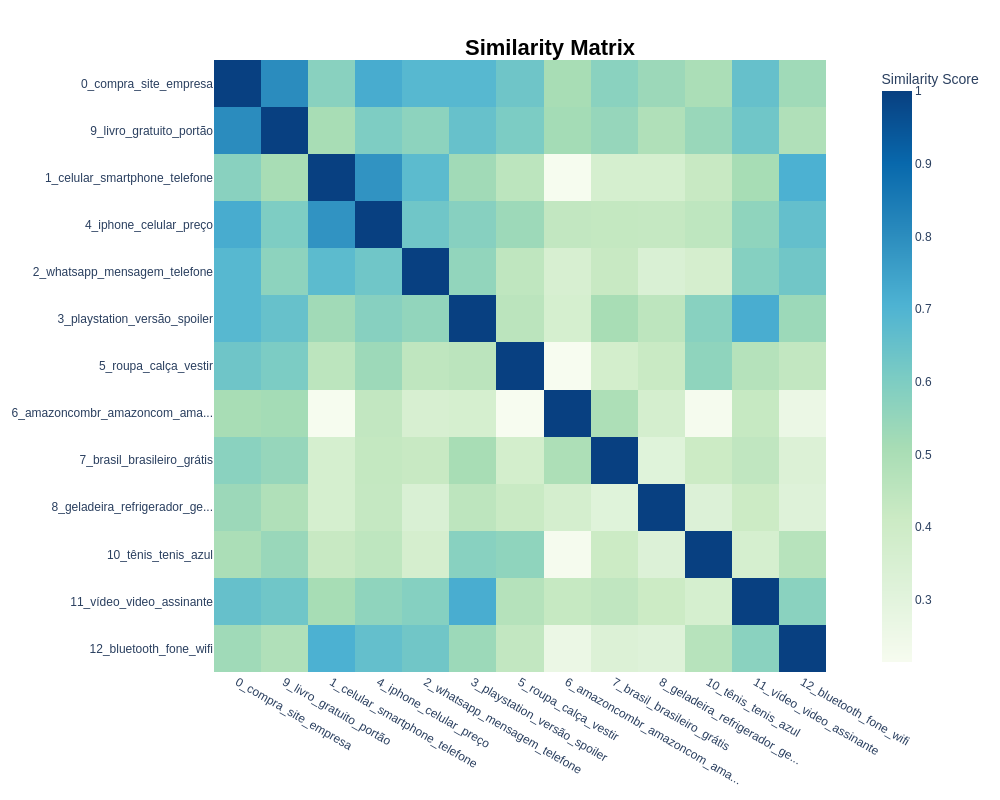 Similarity Matrix
Similarity Score
0_compra_site_empresa
9_livro_gratuito_portão
1_celular_smartphone_telefone
4_iphone_celular_preço
2_whatsapp_mensagem_telefone
3_playstation_versão_spoiler
5_roupa_calça_vestir
6_amazoncombr_amazoncom_ama...
7_brasil_brasileiro_grátis
8_geladeira_refrigerador_ge...
10_tênis_tenis_azul
11_vídeo_video_assinante
12_bluetooth_fone_wifi
1
0.9
0.8
0.7
0.6
0.5
0.4
0.3
0_compra_site_empresa
9_livro_gratuito_portão
1_celular_smartphone_telefone
4_iphone_celular_preço
2_whatsapp_mensagem_telefone
3_playstation_versão_spoiler
5_roupa_calça_vestir
6_amazoncombr_amazoncom_ama...
7_brasil_brasileiro_grátis
8_geladeira_refrigerador_ge...
10_tênis_tenis_azul
11_vídeo_video_assinante
12_bluetooth_fone_wifi